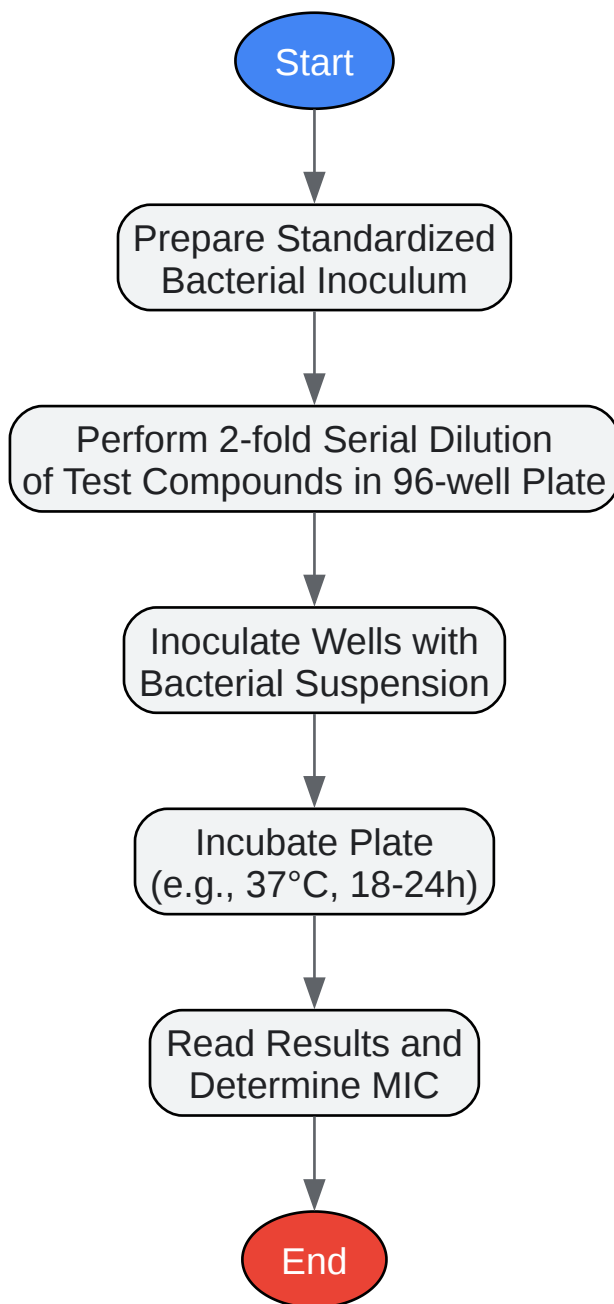 Start
Prepare Standardized
Bacterial Inoculum
Perform 2-fold Serial Dilution
of Test Compounds in 96-well Plate
Inoculate Wells with
Bacterial Suspension
Incubate Plate
(e.g., 37°C, 18-24h)
Read Results and
Determine MIC
End